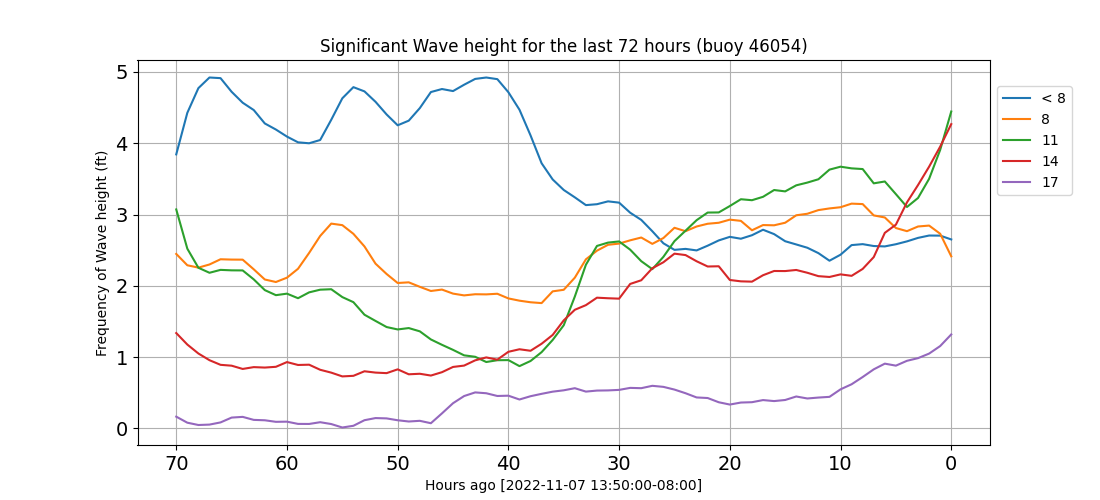 Significant Wave height for the last 72 hours (buoy 46054)
Frequency of Wave height (ft)
5
4
3
2
1
0
70 60 50 40 30 20 10 0
Hours ago [2022-11-07 13:50:00-08:00]
< 8
8
11
14
17